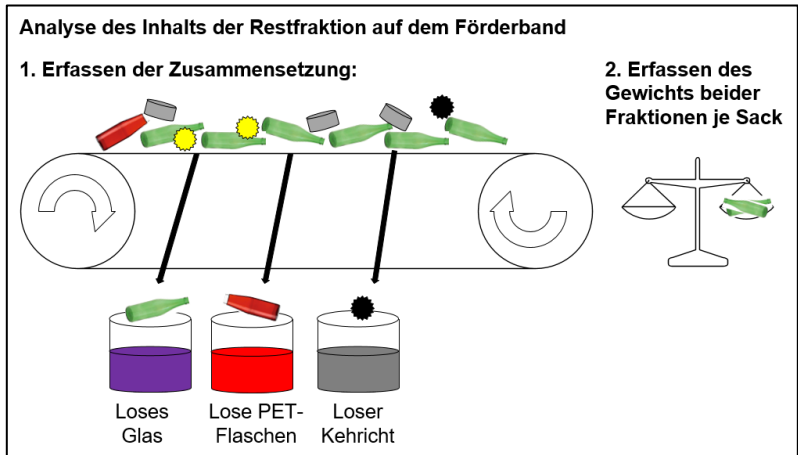 Analyse des Inhalts der Restfraktion auf dem Förderband
1. Erfassen der Zusammensetzung:
2. Erfassen des
Gewichts beider
Fraktionen je Sack
Loses
Glas
Lose PET-
Flaschen
Loser
Kehricht